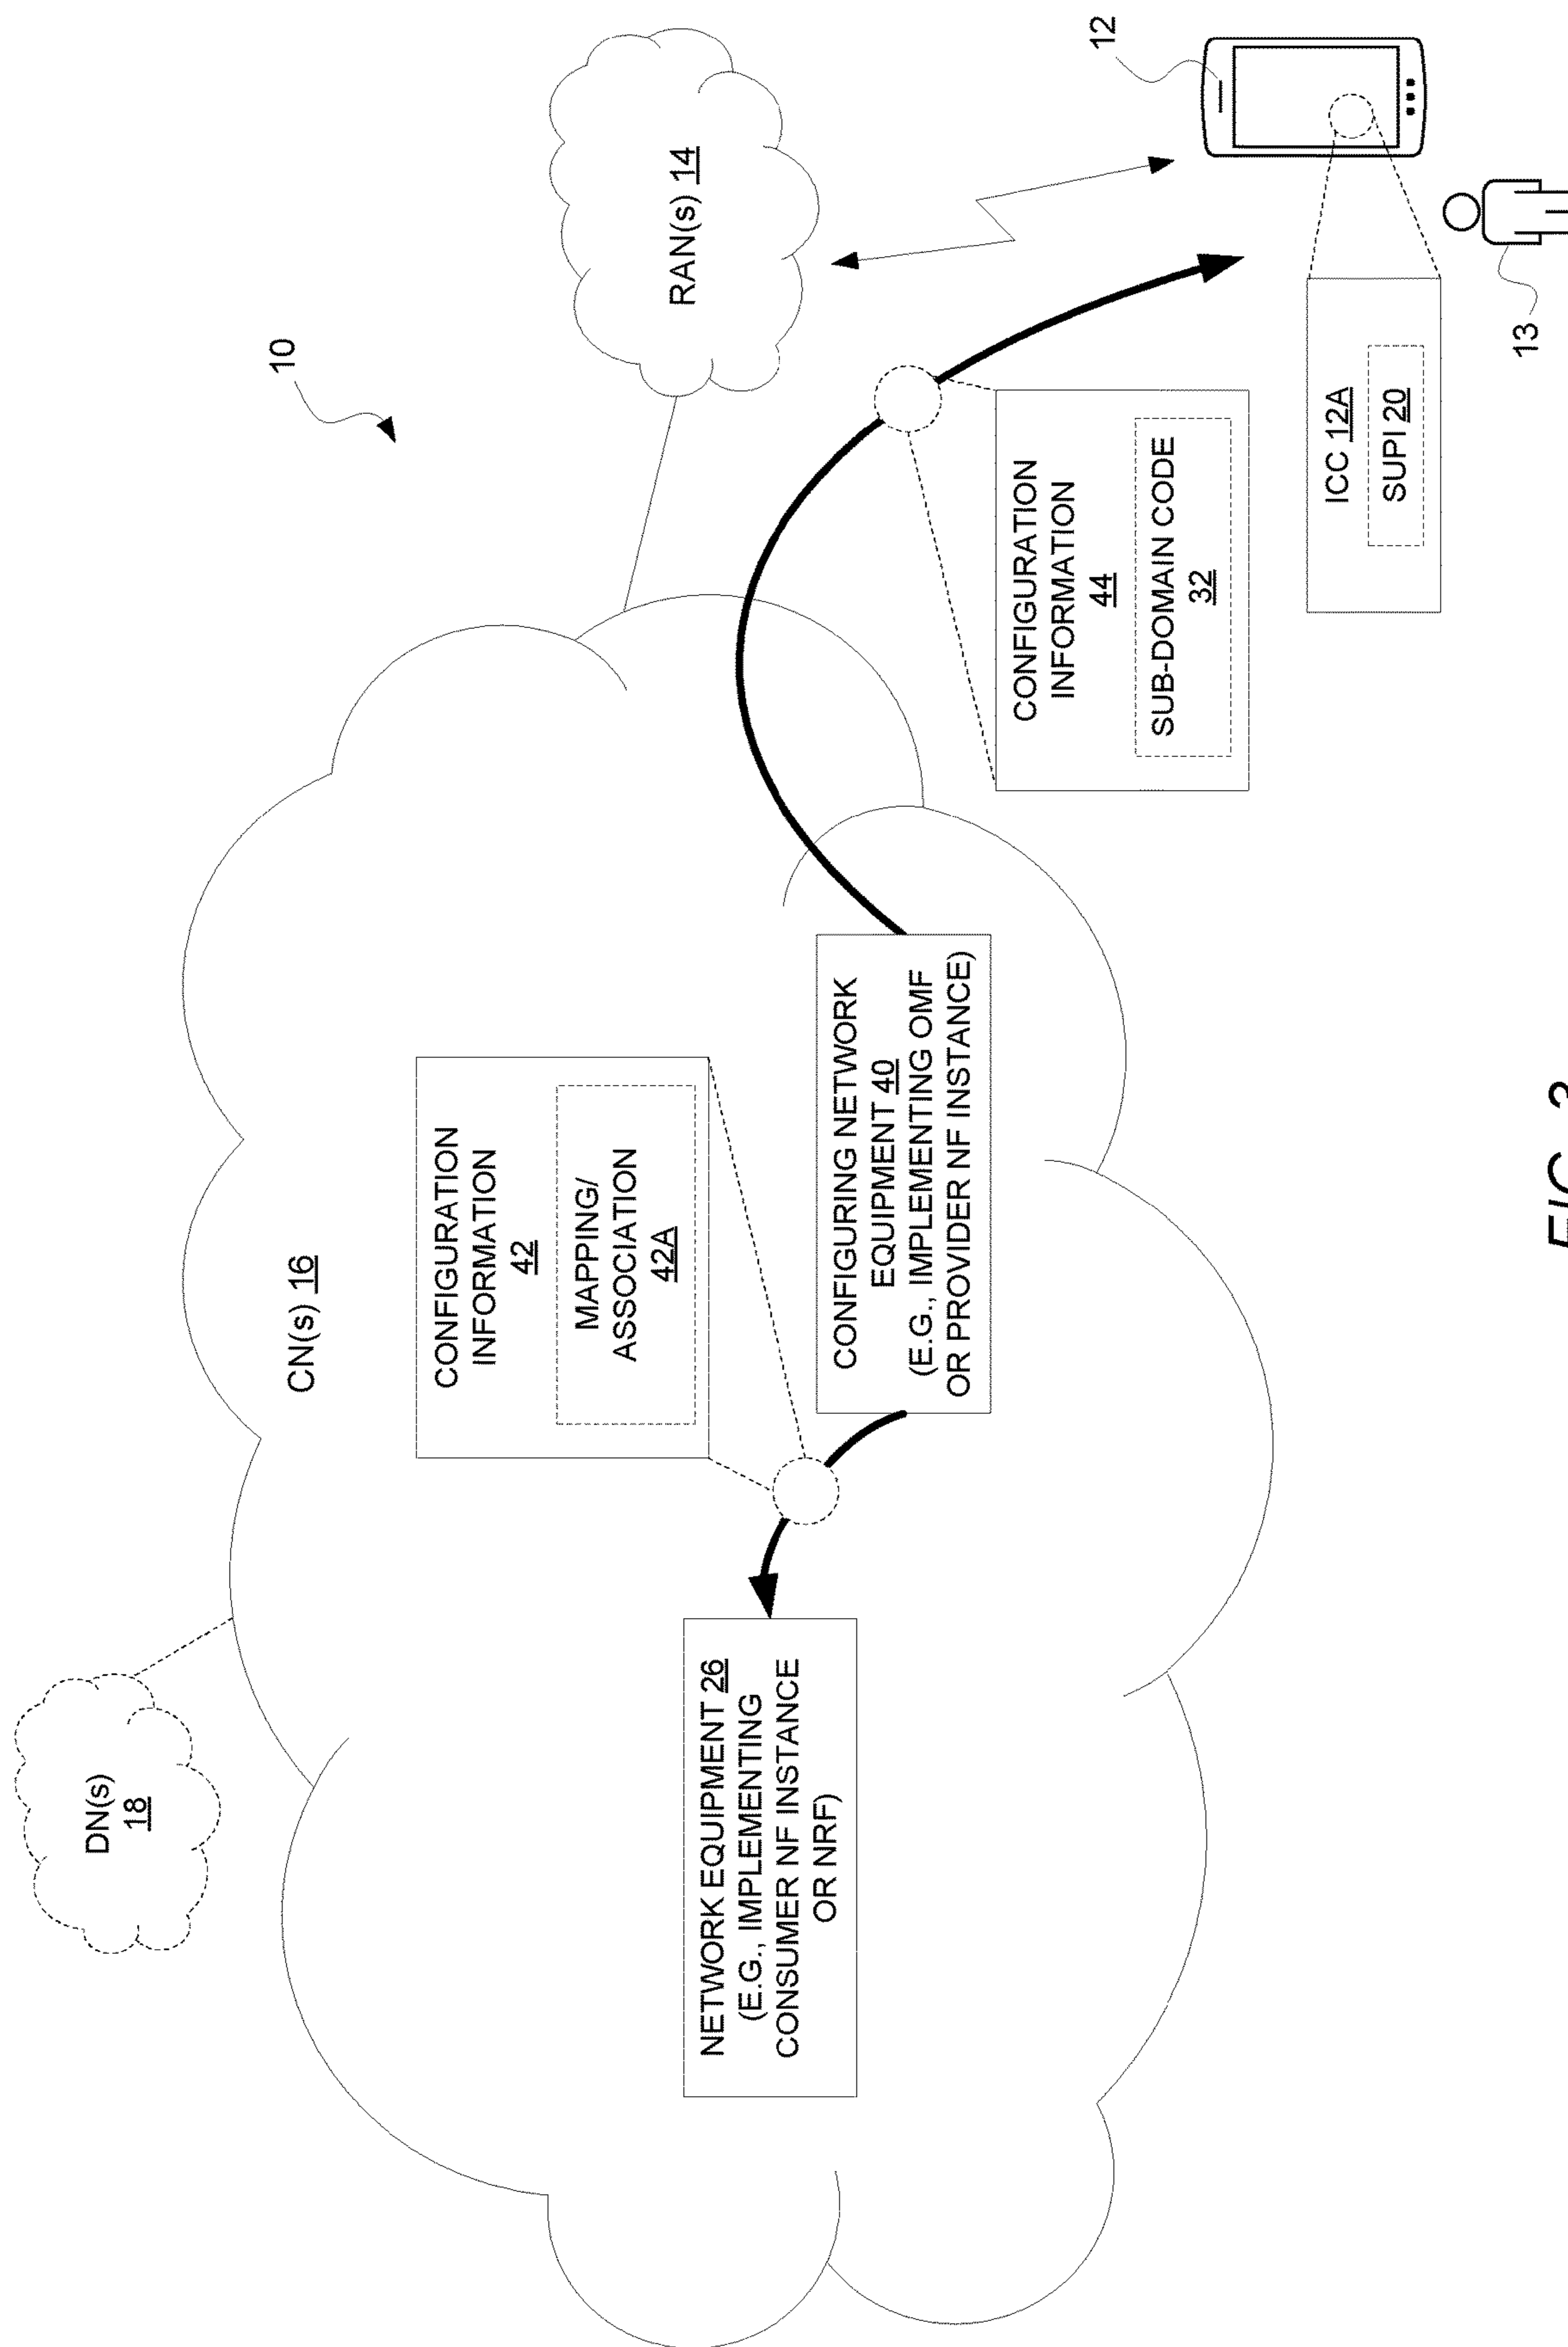 DN(s)
18
10
CN(s) 16
CONFIGURATION
INFORMATION
42
MAPPING/
ASSOCIATION
42A
RAN(s) 14
NETWORK EQUIPMENT 26
(E.G., IMPLEMENTING
CONSUMER NF INSTANCE
OR NRF)
CONFIGURING NETWORK
EQUIPMENT 40
(E.G., IMPLEMENTING OMF
OR PROVIDER NF INSTANCE)
CONFIGURATION
INFORMATION
44
SUB-DOMAIN CODE
32
12
ICC 12A
SUPI 20
13
FIG. 3